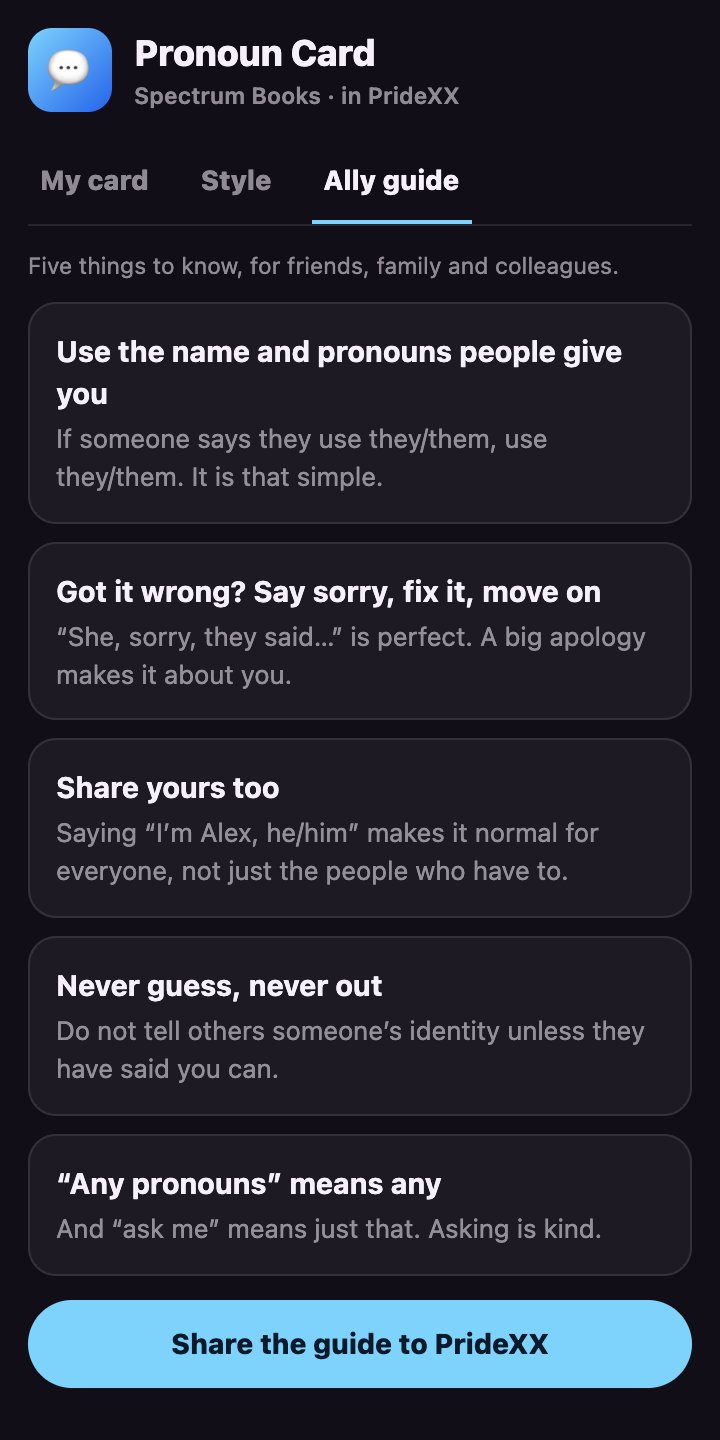 Pronoun Card
Spectrum Books · in PrideXX
My card
Style
Ally guide
Five things to know, for friends, family and colleagues.
Use the name and pronouns people give
you
If someone says they use they/them, use
they/them. It is that simple.
Got it wrong? Say sorry, fix it, move on
“She, sorry, they said…” is perfect. A big apology
makes it about you.
Share yours too
Saying “I’m Alex, he/him” makes it normal for
everyone, not just the people who have to.
Never guess, never out
Do not tell others someone’s identity unless they
have said you can.
“Any pronouns” means any
And “ask me” means just that. Asking is kind.
Share the guide to PrideXX